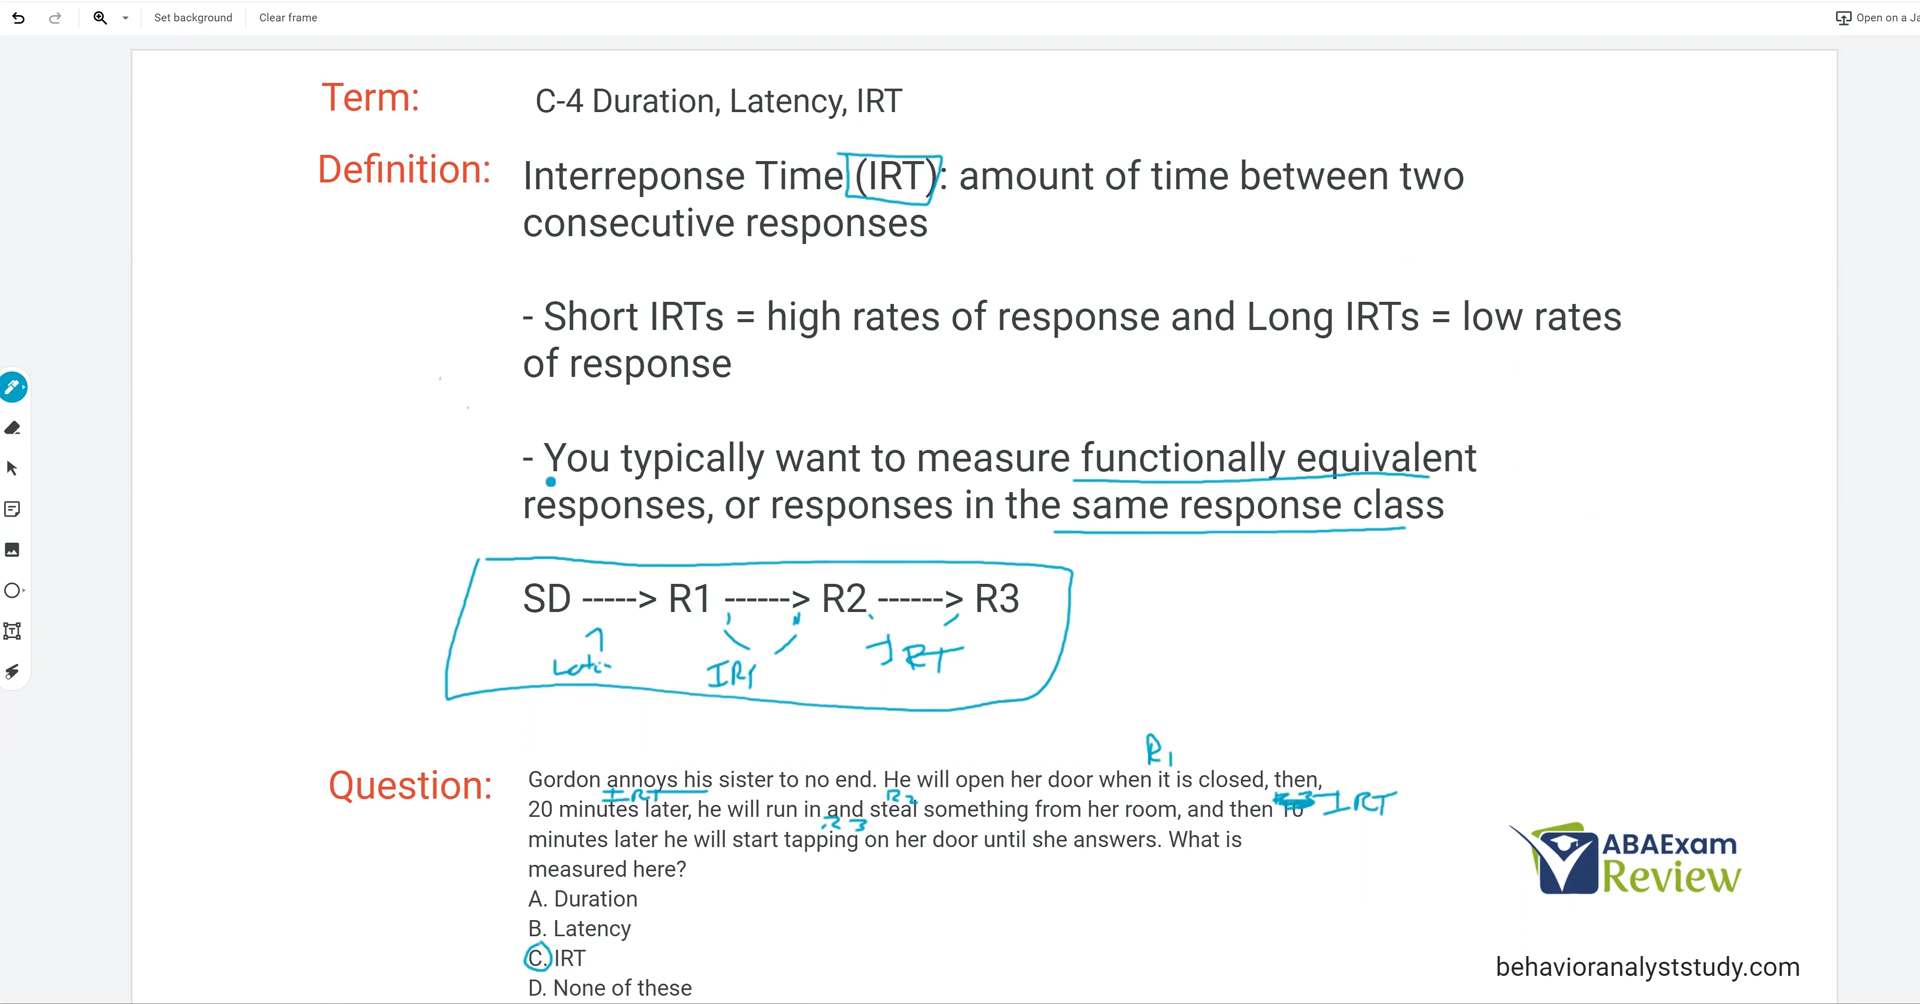 Set background
Clear frame
Open on a Ja
Term:
C-4 Duration, Latency, IRT
Definition:
Interreponse Time (IRT): amount of time between two
consecutive responses
- Short IRTs = high rates of response and Long IRTs = low rates
of response
- You typically want to measure functionally equivalent
responses, or responses in the same response class
SD -----> R1 ------> R2 ------> R3
IRT
IRT
R1
Question:
Gordon annoys his sister to no end. He will open her door when it is closed, then,
IRT
R2
20 minutes later, he will run in and steal something from her room, and then 10
IRT
R3
minutes later he will start tapping on her door until she answers. What is
measured here?
A. Duration
B. Latency
C. IRT
D. None of these
ABAExam
Review
behavioranalyststudy.com